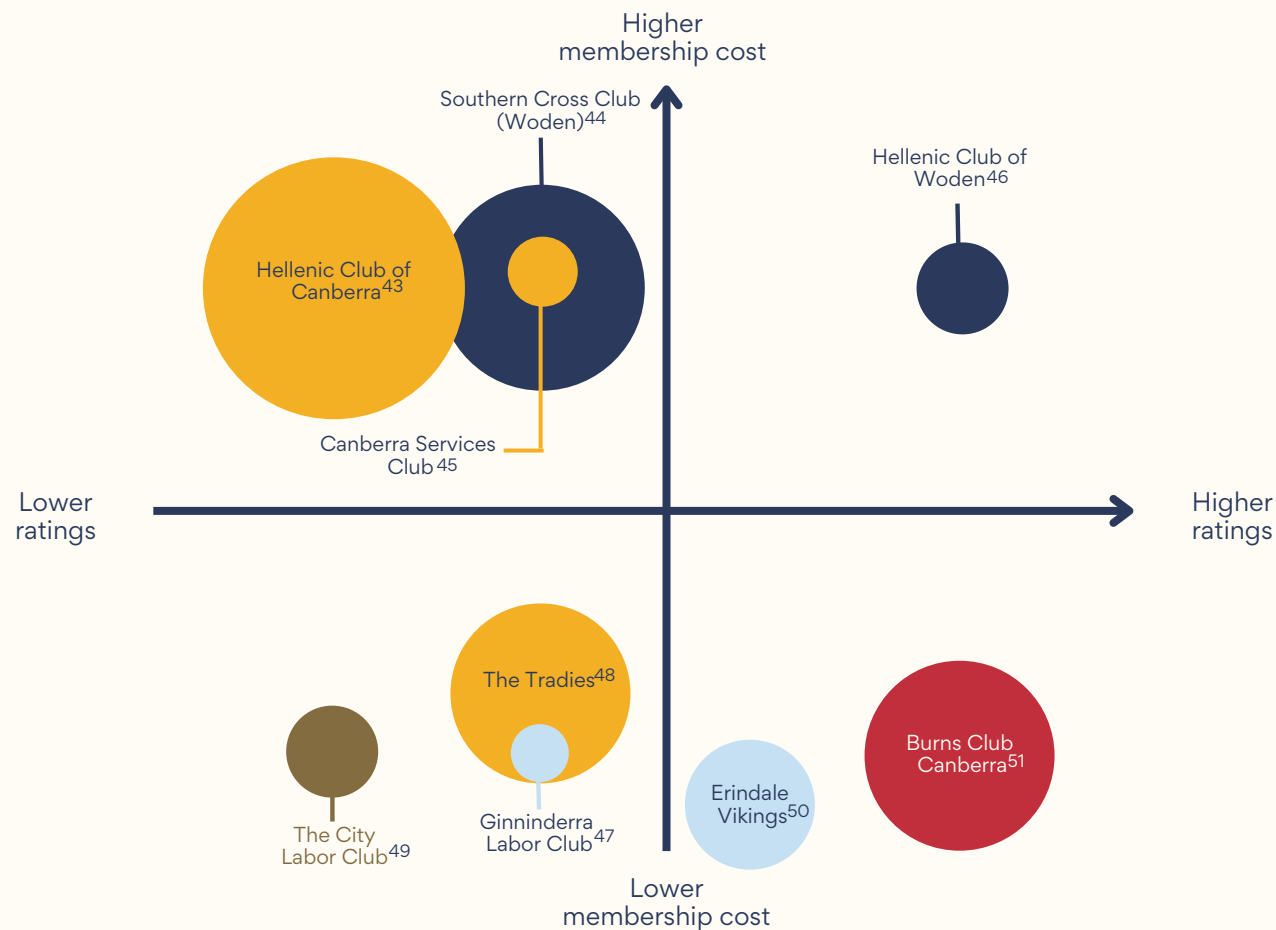 Higher
membership cost
Southern Cross Club
(Woden)44
Hellenic Club of
Woden46
Hellenic Club of
Canberra43
Canberra Services
Club45
Lower
ratings
Higher
ratings
The Tradies48
Burns Club
Canberra51
Erindale
Vikings50
Ginninderra
Labor Club47
The City
Labor Club49
Lower
membership cost